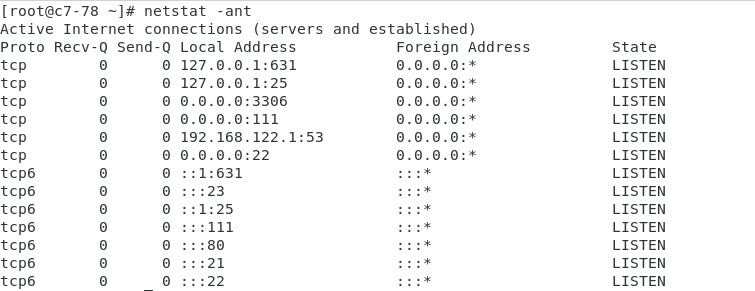 [root@c7-78 ~]# netstat -ant
Active Internet connections (servers and established)
Proto Recv-Q Send-Q Local Address           Foreign Address         State
tcp        0      0 127.0.0.1:631           0.0.0.0:*               LISTEN
tcp        0      0 127.0.0.1:25            0.0.0.0:*               LISTEN
tcp        0      0 0.0.0.0:3306            0.0.0.0:*               LISTEN
tcp        0      0 0.0.0.0:111             0.0.0.0:*               LISTEN
tcp        0      0 192.168.122.1:53        0.0.0.0:*               LISTEN
tcp        0      0 0.0.0.0:22              0.0.0.0:*               LISTEN
tcp6       0      0 ::1:631                 :::*                    LISTEN
tcp6       0      0 :::23                   :::*                    LISTEN
tcp6       0      0 ::1:25                  :::*                    LISTEN
tcp6       0      0 :::111                  :::*                    LISTEN
tcp6       0      0 :::80                   :::*                    LISTEN
tcp6       0      0 :::21                   :::*                    LISTEN
tcp6       0      0 :::22                   :::*                    LISTEN